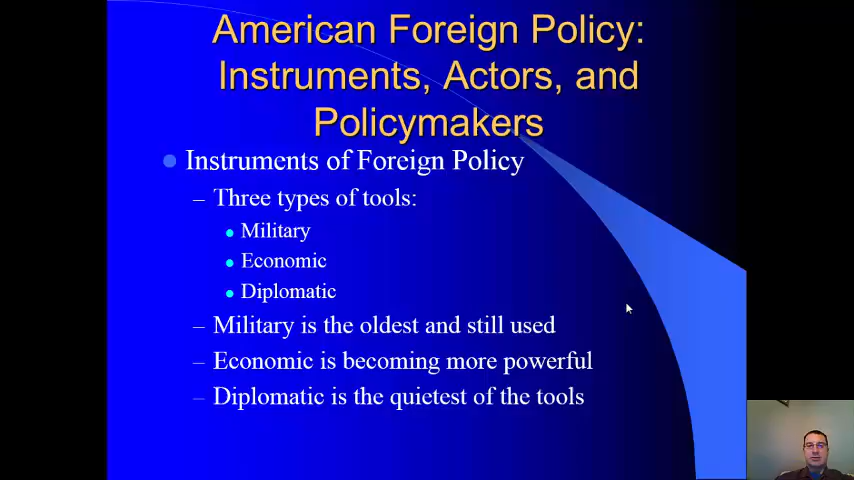 American Foreign Policy:
Instruments, Actors, and
Policymakers
Instruments of Foreign Policy
– Three types of tools:
Military
Economic
Diplomatic
– Military is the oldest and still used
– Economic is becoming more powerful
– Diplomatic is the quietest of the tools